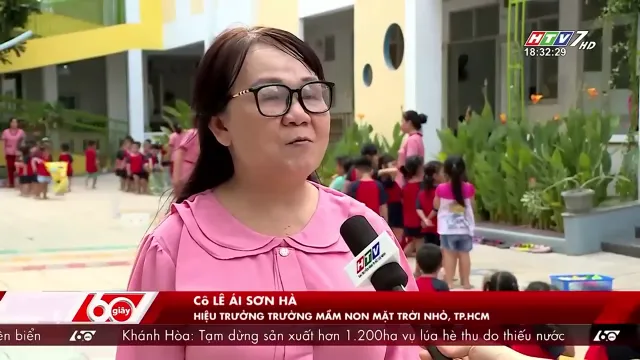 HTV7HD
18:32:29
HTV
60 giây
Cô LÊ ÁI SƠN HÀ
HIỆU TRƯỞNG TRƯỜNG MẦM NON MẶT TRỜI NHỎ, TP.HCM
ên biển
60
Khánh Hòa: Tạm dừng sản xuất hơn 1.200ha vụ lúa hè thu do thiếu nước
60